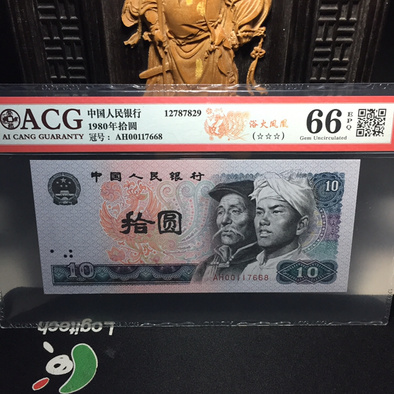 ACG
AI CANG GUARANTY
中国人民银行
1980年拾圆
冠号：AH00117668
12787829
浴火凤凰
(☆☆☆)
66 EPQ
Gem Uncirculated
中国人民银行
10
拾圆
10
AH00117668
10
Logitech